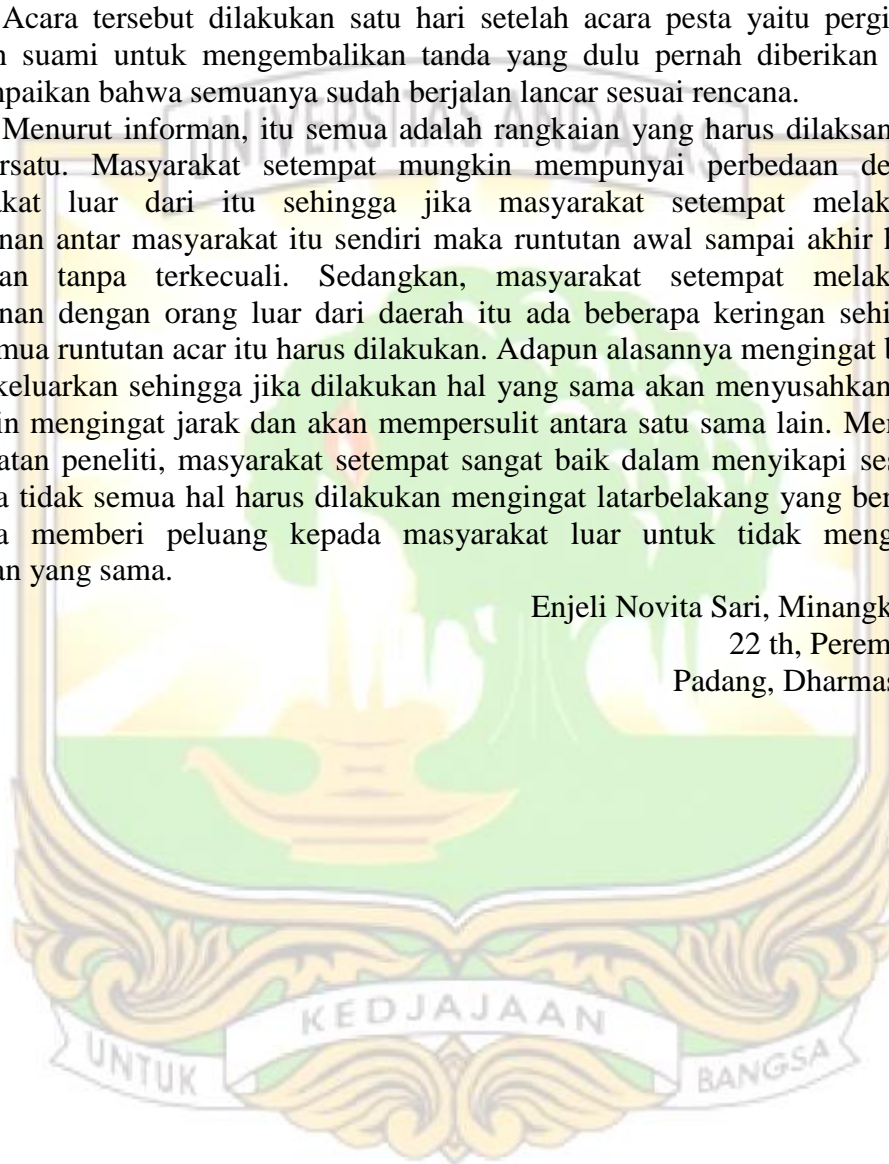 Acara tersebut dilakukan satu hari setelah acara pesta yaitu pergi
suami untuk mengembalikan tanda yang dulu pernah diberikan
npaikan bahwa semuanya sudah berjalan lancar sesuai rencana.
Menurut informan, itu semua adalah rangkaian yang harus dilaksan
rsatu. Masyarakat setempat mungkin mempunyai perbedaan de
akat luar dari itu sehingga jika masyarakat setempat melak
nan antar masyarakat itu sendiri maka runtutan awal sampai akhir
an tanpa terkecuali. Sedangkan, masyarakat setempat melak
nan dengan orang luar dari daerah itu ada beberapa keringan sehi
mua runtutan acar itu harus dilakukan. Adapun alasannya mengingat
keluarkan sehingga jika dilakukan hal yang sama akan menyusahkan
in mengingat jarak dan akan mempersulit antara satu sama lain. Men
atan peneliti, masyarakat setempat sangat baik dalam menyikapi ses
a tidak semua hal harus dilakukan mengingat latarbelakang yang ber
a memberi peluang kepada masyarakat luar untuk tidak meng
an yang sama.
Enjeli Novita Sari, Minangk
22 th, Perem
Padang, Dharmas
UNIVERSITAS ANDALAS
KEDJAJAAN
UNTUK BANGSA